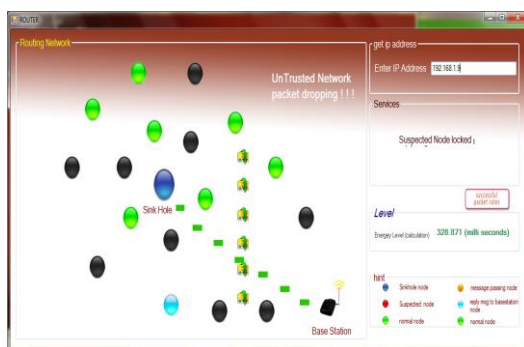 ROUTER
Routing Network
UnTrusted Network
packet dropping ! ! !
Sink Hole
Base Station
get ip address
Enter IP Address
192.168.1.9
Services
Suspected Node locked
successful
packet rates
Level
Energey Level (calculation)
328.871 (milli seconds)
hint
Sinkhole node
message passing node
Suspected node
reply msg to basestation
node
normal node
normal node